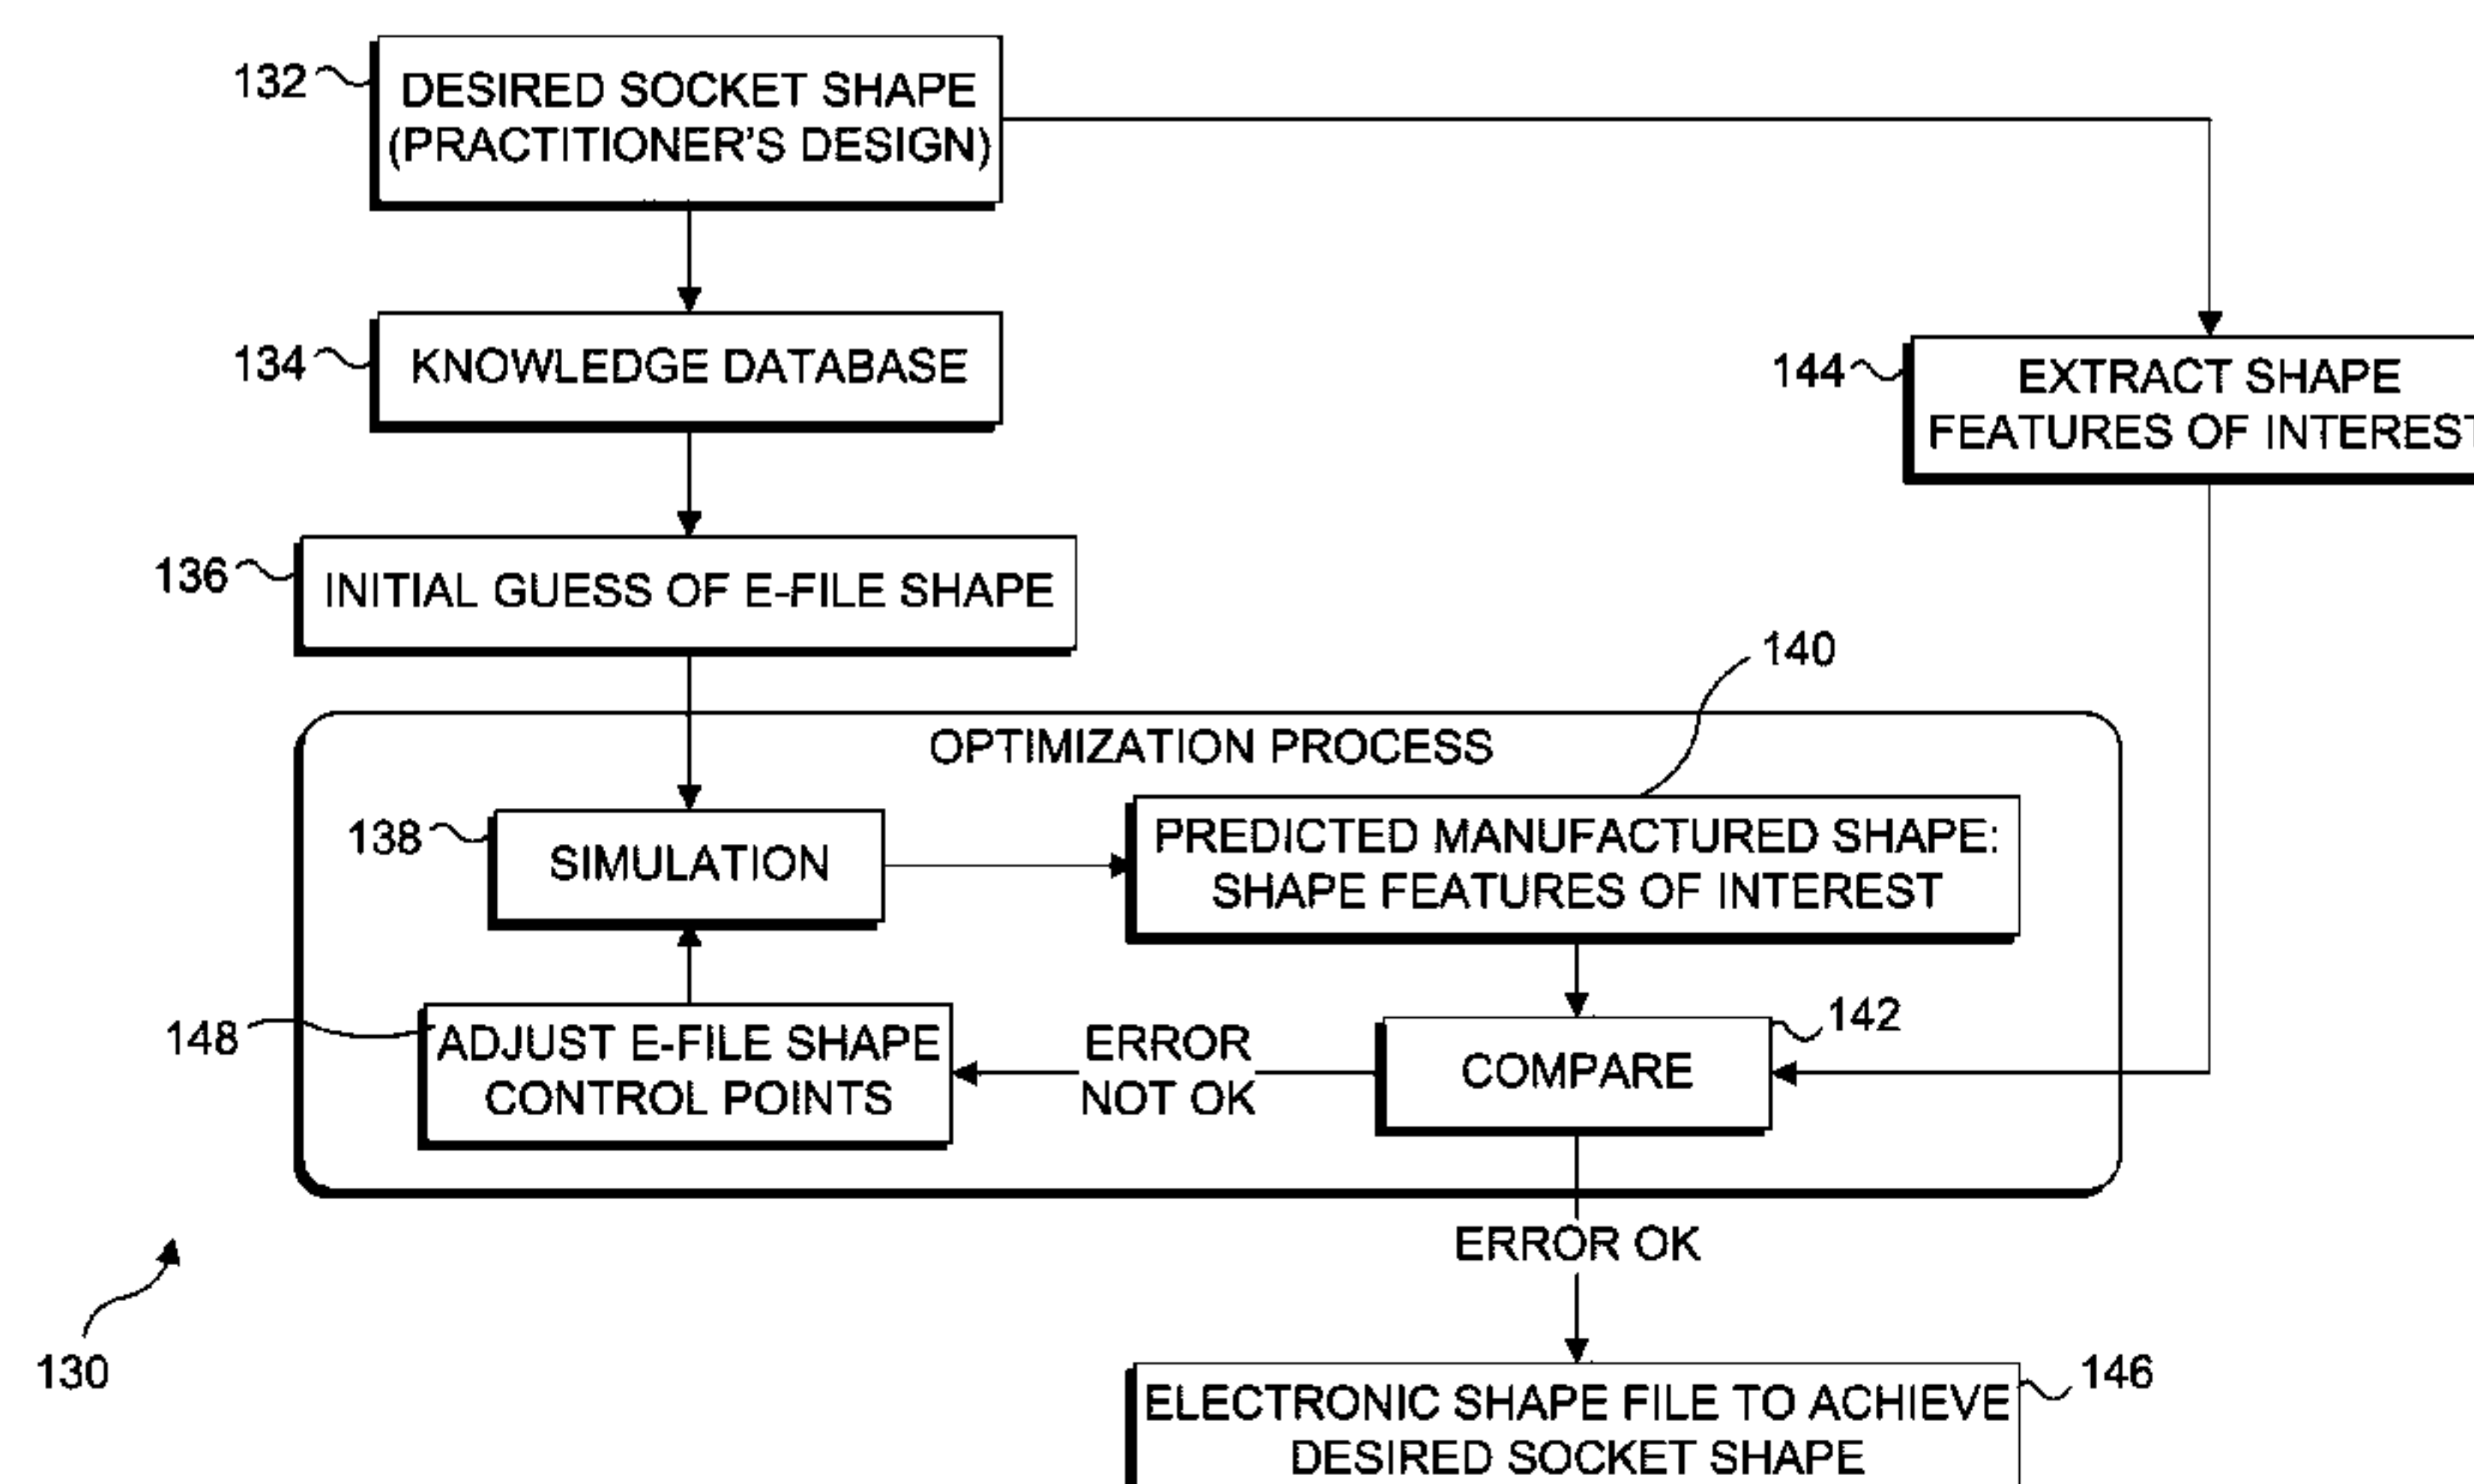 132
DESIRED SOCKET SHAPE
(PRACTITIONER'S DESIGN)
134
KNOWLEDGE DATABASE
144
EXTRACT SHAPE
FEATURES OF INTEREST
136
INITIAL GUESS OF E-FILE SHAPE
140
OPTIMIZATION PROCESS
138
SIMULATION
PREDICTED MANUFACTURED SHAPE:
SHAPE FEATURES OF INTEREST
148
ADJUST E-FILE SHAPE
CONTROL POINTS
ERROR
NOT OK
142
COMPARE
ERROR OK
130
146
ELECTRONIC SHAPE FILE TO ACHIEVE
DESIRED SOCKET SHAPE